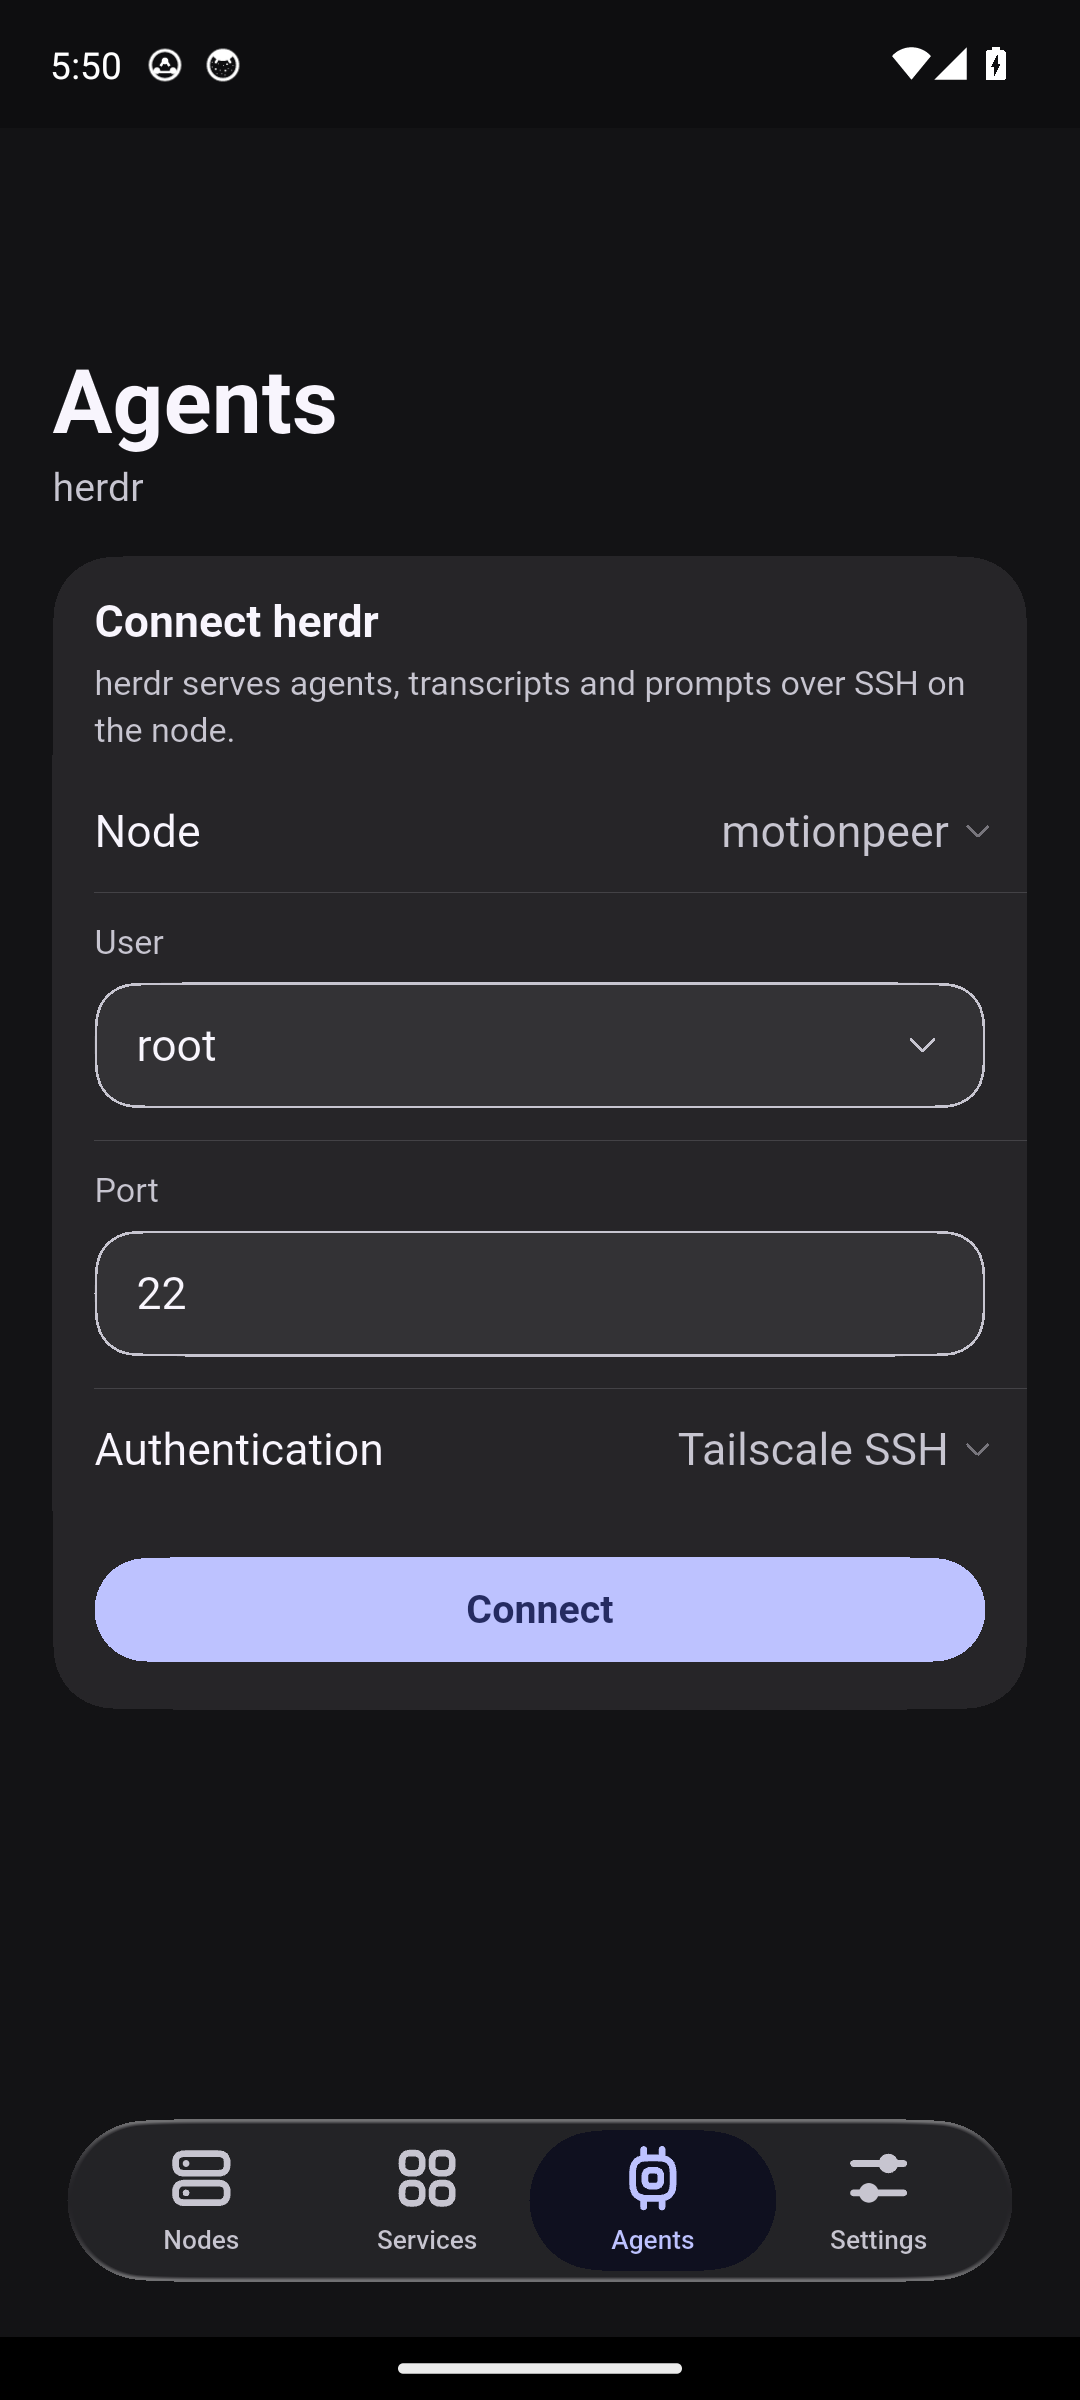 5:50
Agents
herdr
Connect herdr
herdr serves agents, transcripts and prompts over SSH on
the node.
Node motionpeer
User
root
Port
22
Authentication Tailscale SSH
Connect
Nodes Services Agents Settings